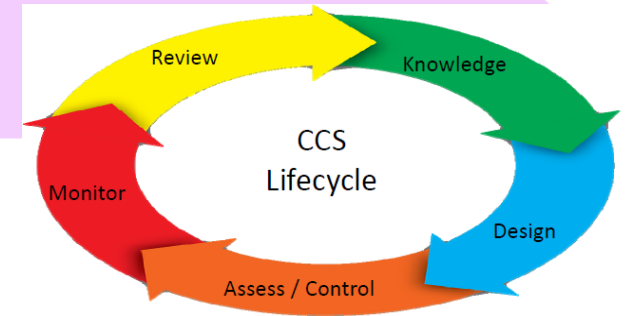 Review
Knowledge
CCS
Lifecycle
Monitor
Design
Assess / Control